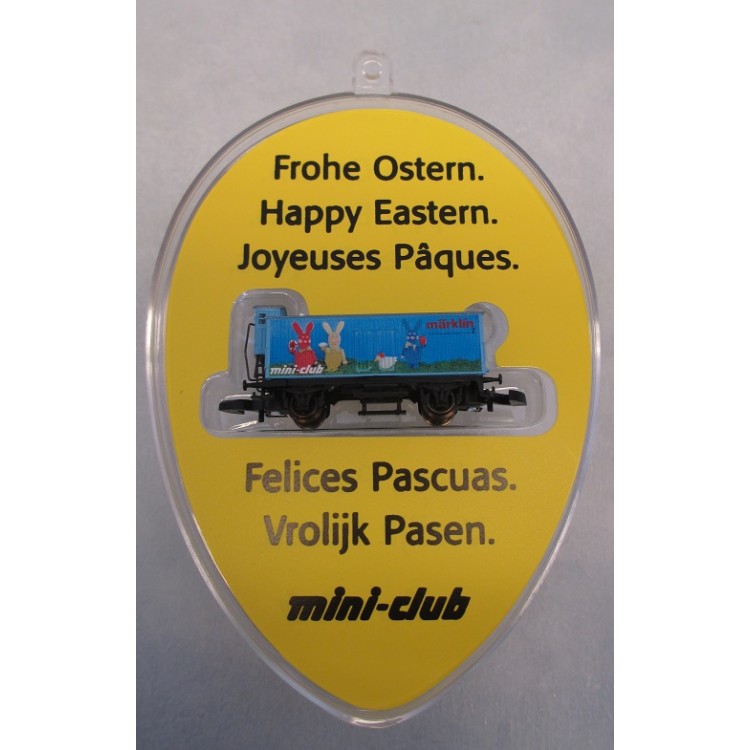 Frohe Ostern.
Happy Eastern.
Joyeuses Pâques.
märklin
mini-club
Felices Pascuas.
Vrolijk Pasen.
mini-club